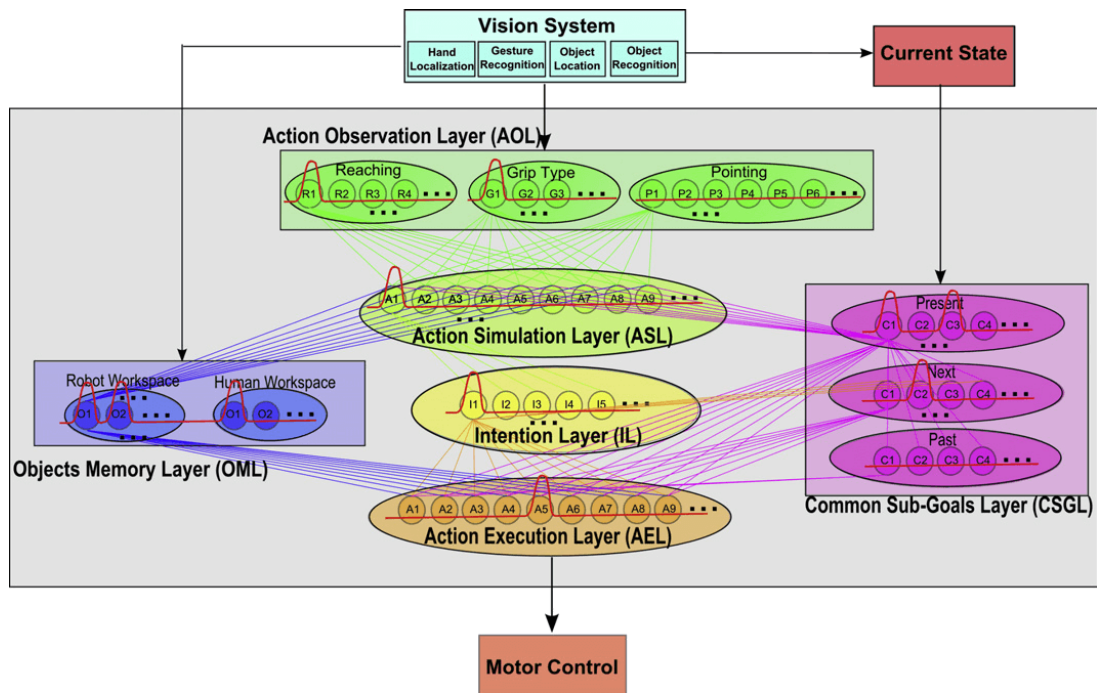 Vision System
Hand Localization
Gesture Recognition
Object Location
Object Recognition
Current State
Action Observation Layer (AOL)
Reaching
R1 R2 R3 R4 ...
...
Grip Type
G1 G2 G3 ...
...
Pointing
P1 P2 P3 P4 P5 P6 ...
...
A1 A2 A3 A4 A5 A6 A7 A8 A9 ...
...
Action Simulation Layer (ASL)
Present
C1 C2 C3 C4 ...
...
Next
C1 C2 C3 C4 ...
...
Past
C1 C2 C3 C4 ...
Common Sub-Goals Layer (CSGL)
Robot Workspace
...
O1 O2 ...
...
Human Workspace
O1 O2 ...
Objects Memory Layer (OML)
I1 I2 I3 I4 I5 ...
...
Intention Layer (IL)
A1 A2 A3 A4 A5 A6 A7 A8 A9 ...
Action Execution Layer (AEL)
Motor Control